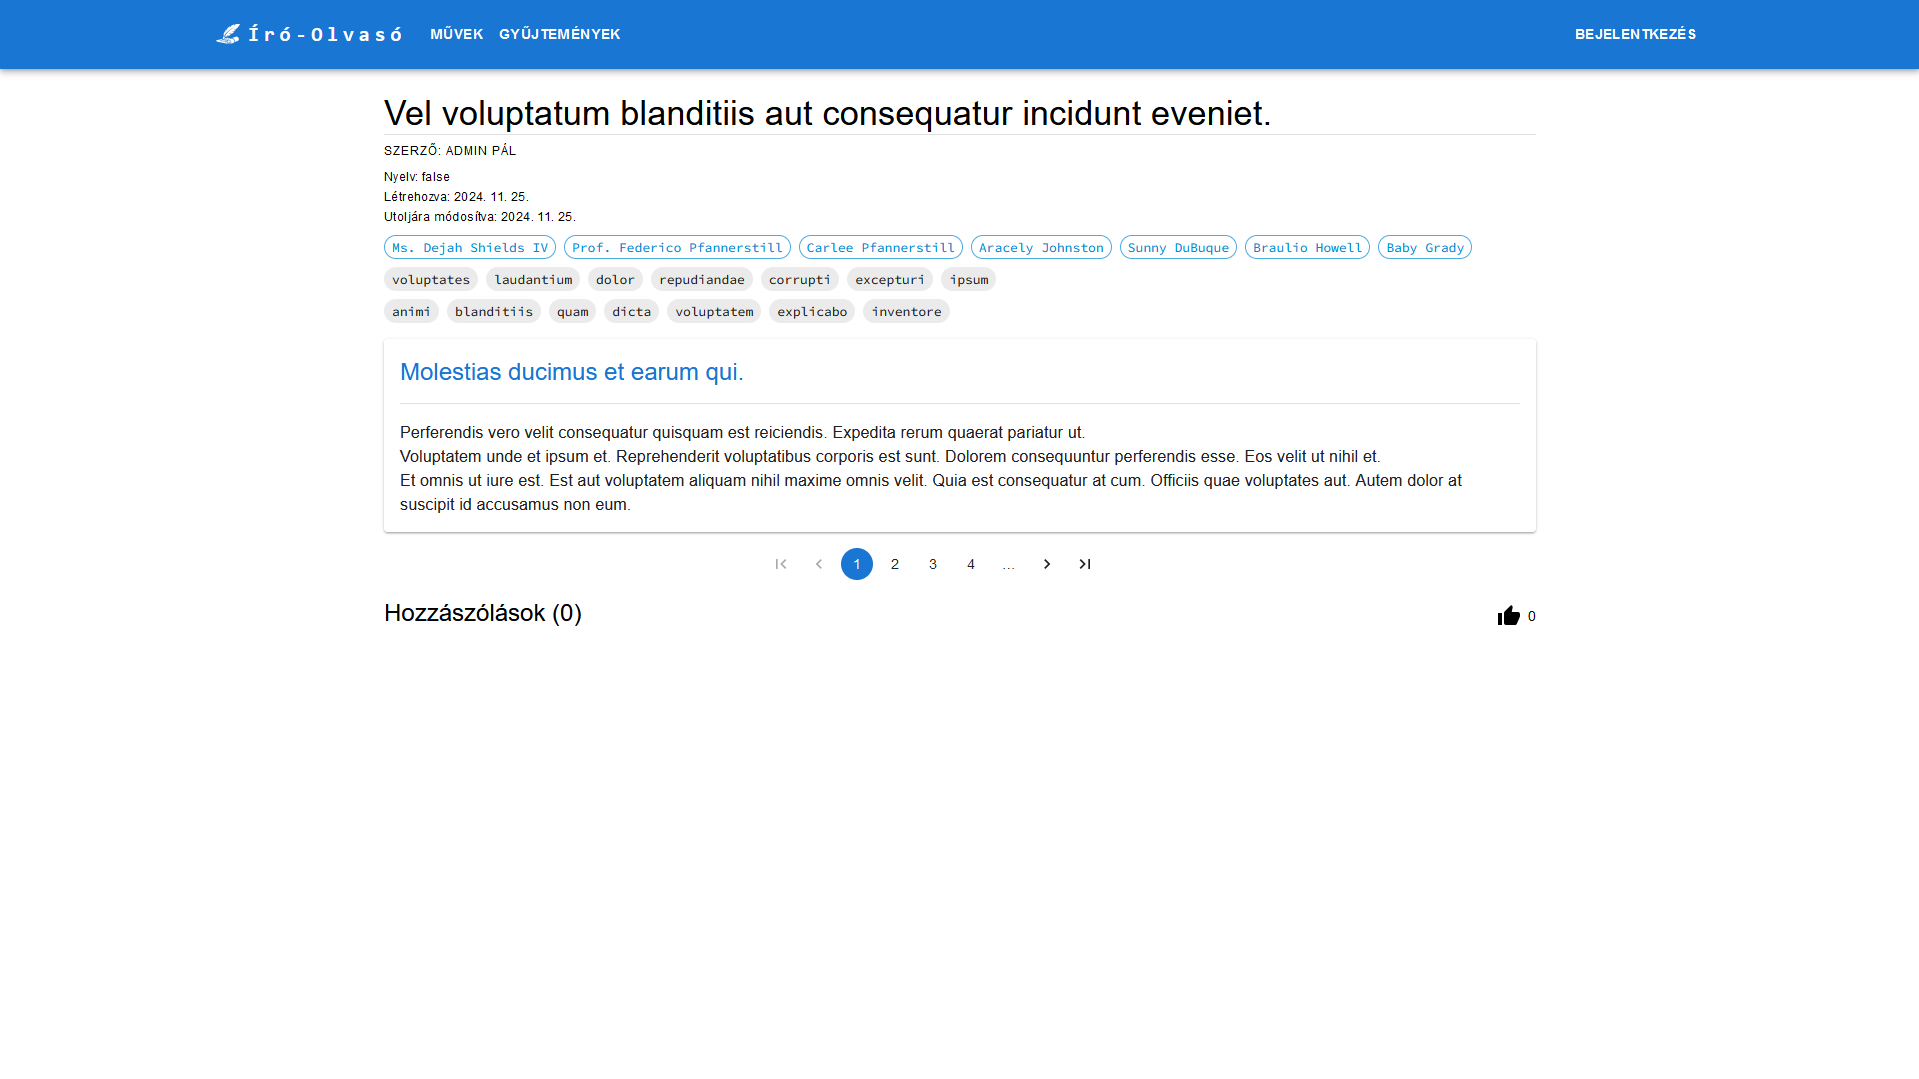 Író-Olvasó MŰVEK GYŰJTEMÉNYEK BEJELENTKEZÉS
Vel voluptatum blanditiis aut consequatur incidunt eveniet.
SZERZŐ: ADMIN PÁL
Nyelv: false
Létrehozva: 2024. 11. 25.
Utoljára módosítva: 2024. 11. 25.
Ms. Dejah Shields IV Prof. Federico Pfannerstill Carlee Pfannerstill Aracely Johnston Sunny DuBuque Braulio Howell Baby Grady
voluptates laudantium dolor repudiandae corrupti excepturi ipsum
animi blanditiis quam dicta voluptatem explicabo inventore
Molestias ducimus et earum qui.
Perferendis vero velit consequatur quisquam est reiciendis. Expedita rerum quaerat pariatur ut.
Voluptatem unde et ipsum et. Reprehenderit voluptatibus corporis est sunt. Dolorem consequuntur perferendis esse. Eos velit ut nihil et.
Et omnis ut iure est. Est aut voluptatem aliquam nihil maxime omnis velit. Quia est consequatur at cum. Officiis quae voluptates aut. Autem dolor at
suscipit id accusamus non eum.
1 2 3 4 ...
Hozzászólások (0) 0